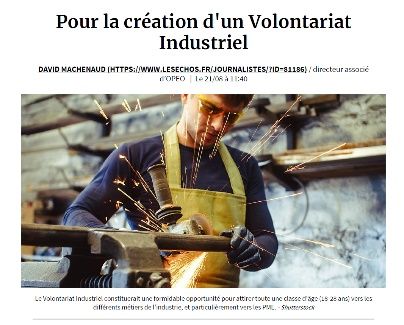 Pour la création d'un Volontariat
Industriel
DAVID MACHENAUD (HTTPS://WWW.LESECHOS.FR/JOURNALISTES/?ID=81186) / directeur associé
d'OPEO | Le 21/08 à 11:40
Le Volontariat Industriel constituerait une formidable opportunité pour attirer toute une classe d'âge (18-28 ans) vers les
différents métiers de l'industrie, et particulièrement vers les PMI. - Shutterstock